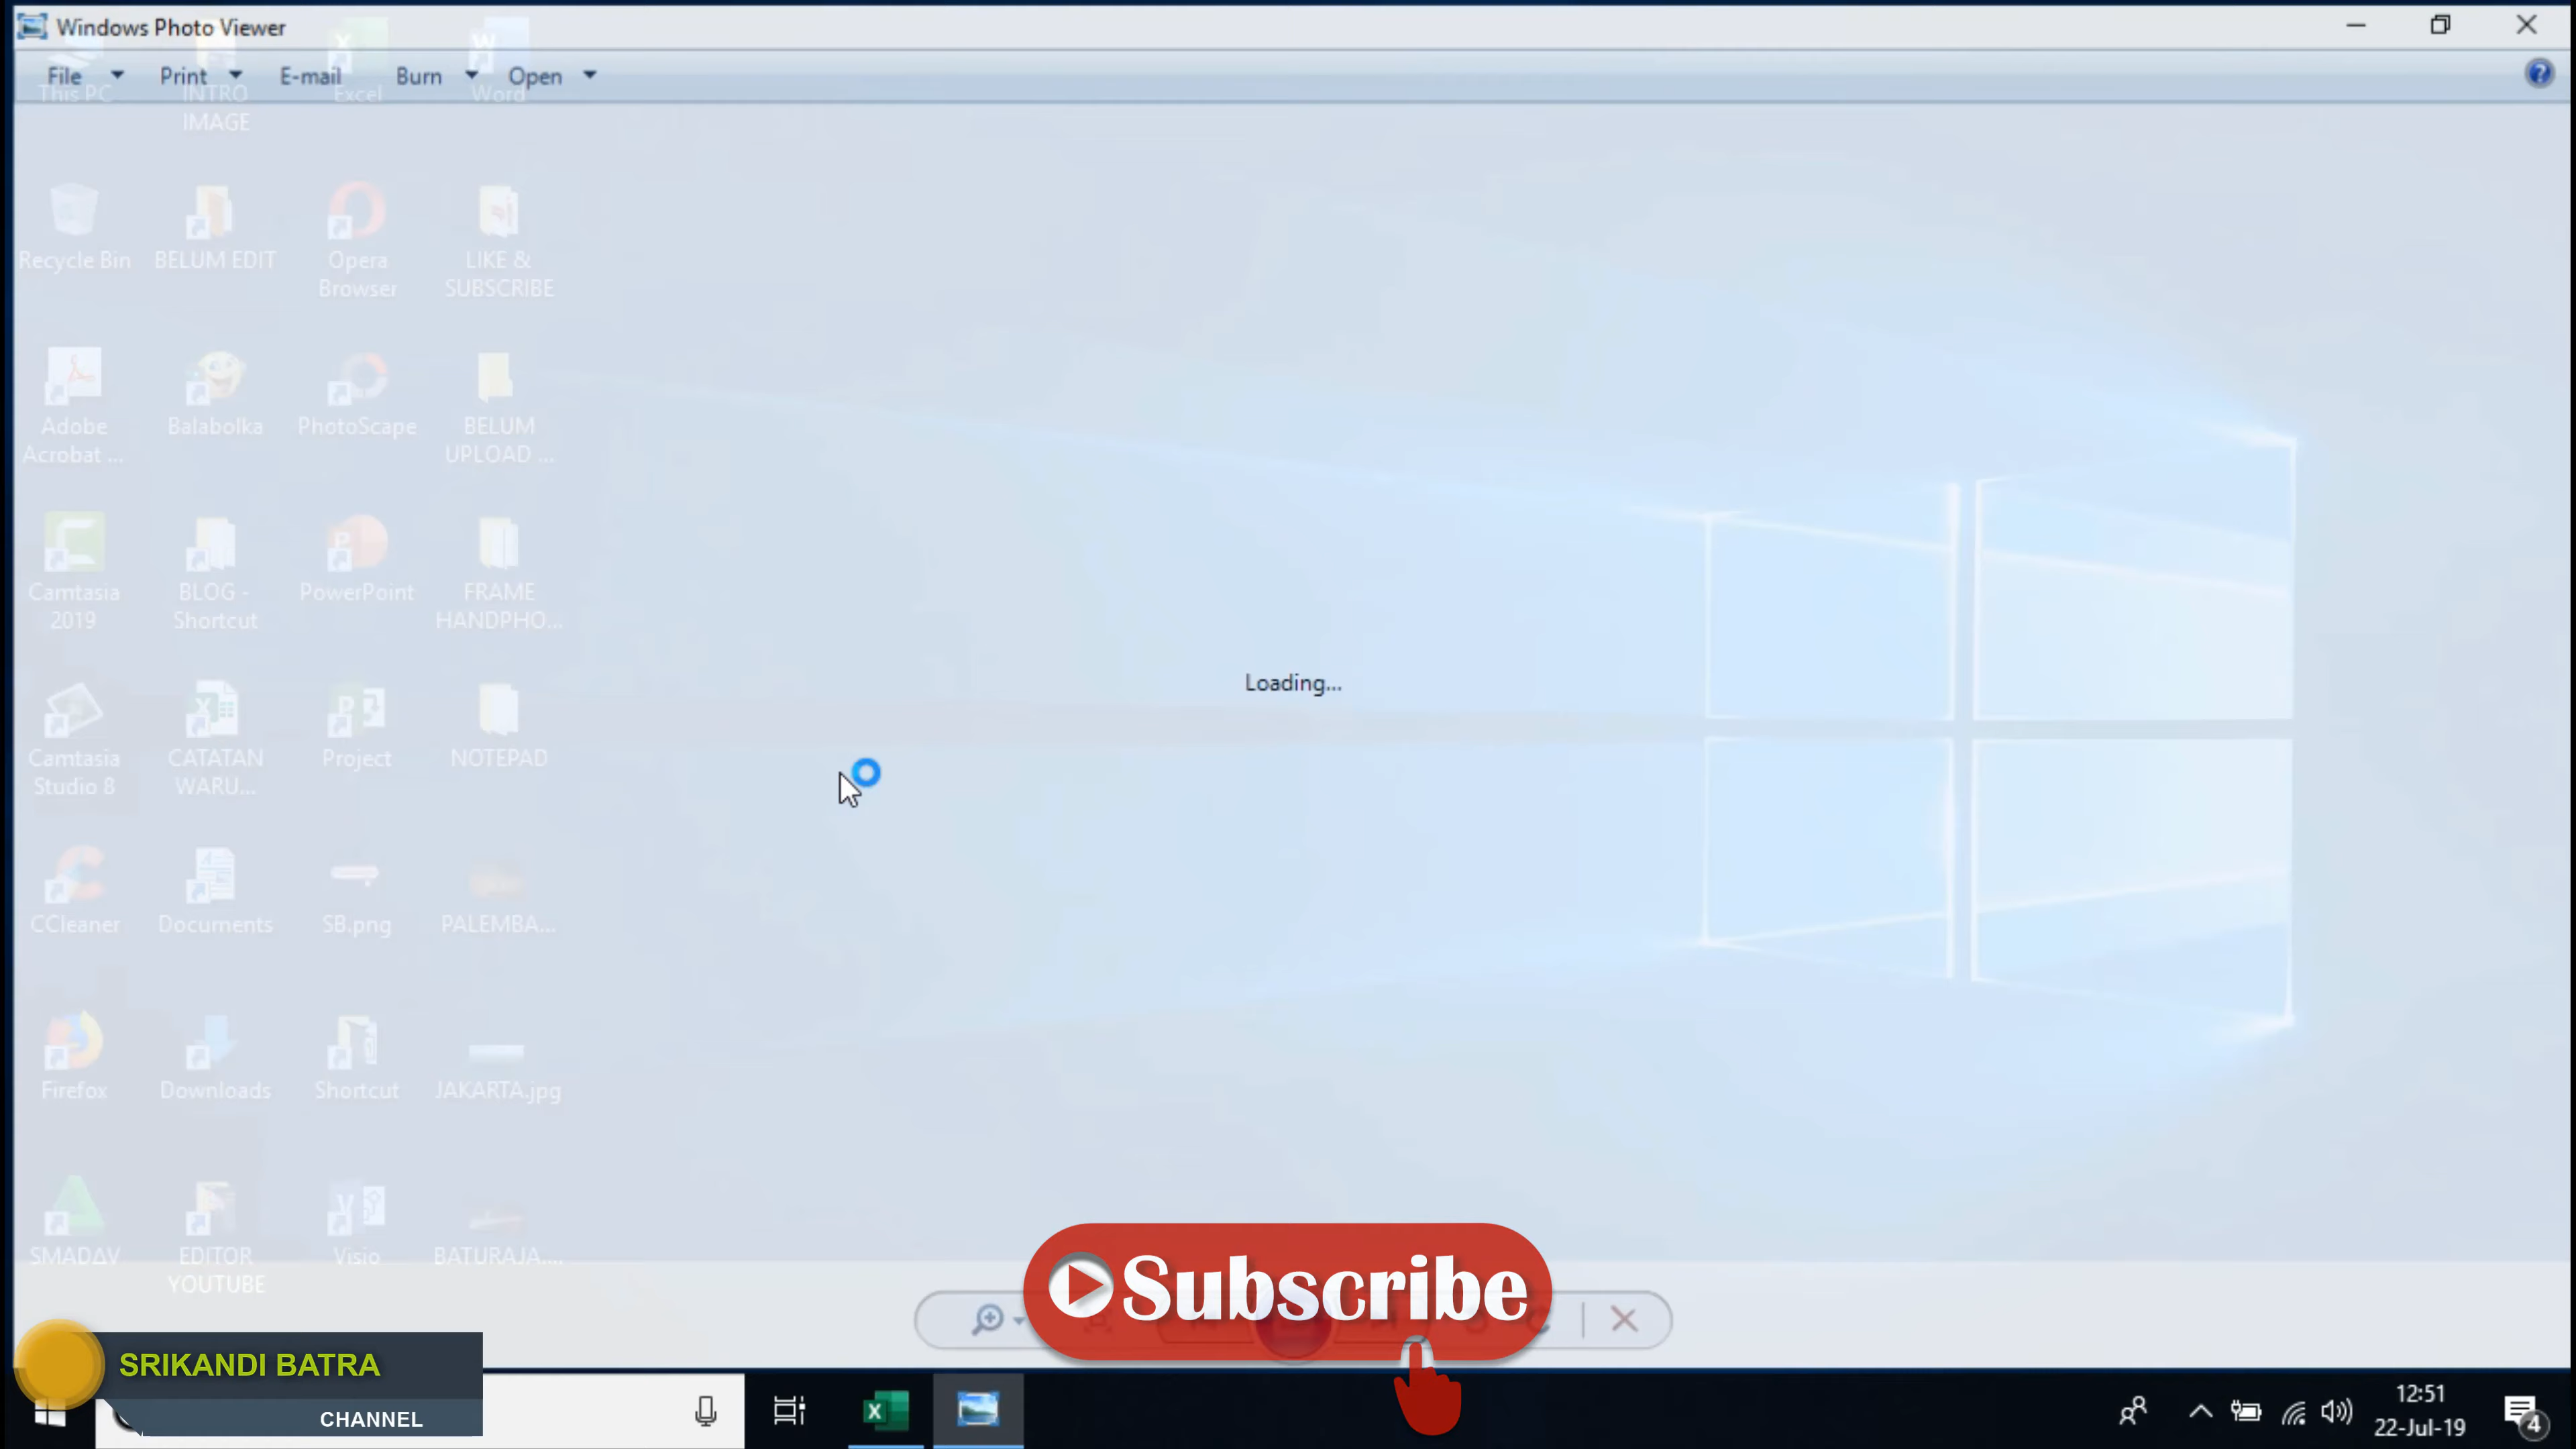 Windows Photo Viewer
File Print E-mail Burn Open
This PC
INTRO
IMAGE
Excel
Word
Recycle Bin
BELUM EDIT
Opera
Browser
LIKE &
SUBSCRIBE
Adobe
Acrobat ...
Balabolka
PhotoScape
BELUM
UPLOAD ...
Camtasia
2019
BLOG -
Shortcut
PowerPoint
FRAME
HANDPHO...
Loading...
Camtasia
Studio 8
CATATAN
WARU...
Project
NOTEPAD
CCleaner
Documents
SB.png
PALEMBA...
Firefox
Downloads
Shortcut
JAKARTA.jpg
SMADΔV
EDITOR
YOUTUBE
Visio
BATURAJA....
Subscribe
SRIKANDI BATRA
CHANNEL
12:51
22-Jul-19
4